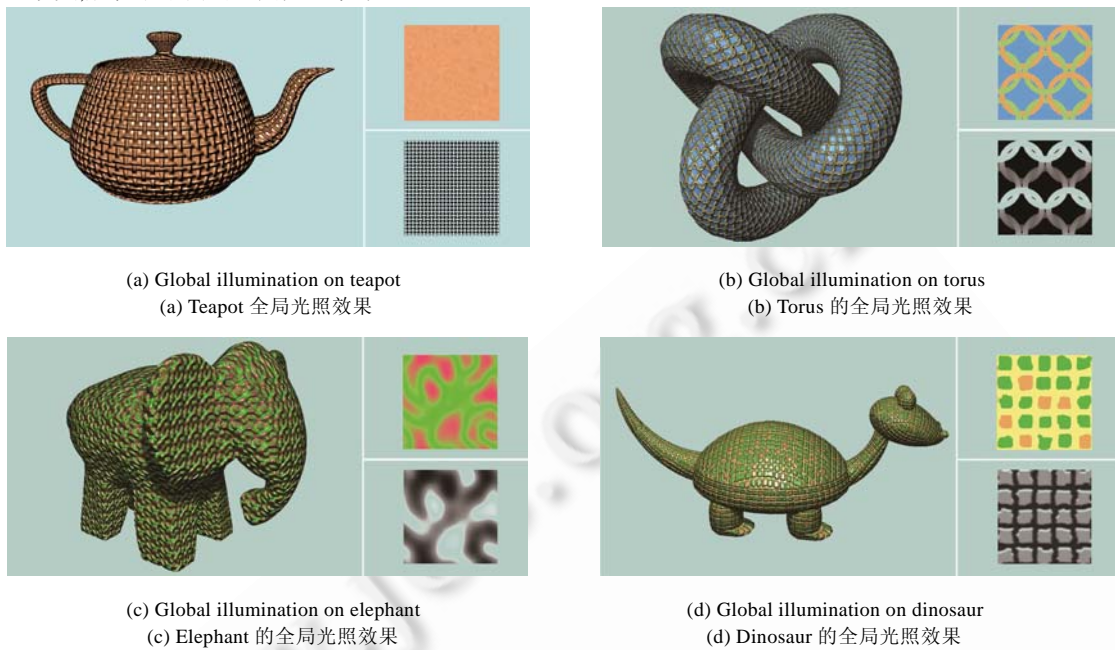 (a) Global illumination on teapot
(a) Teapot 全局光照效果
(b) Global illumination on torus
(b) Torus 的全局光照效果
(c) Global illumination on elephant
(c) Elephant 的全局光照效果
(d) Global illumination on dinosaur
(d) Dinosaur 的全局光照效果